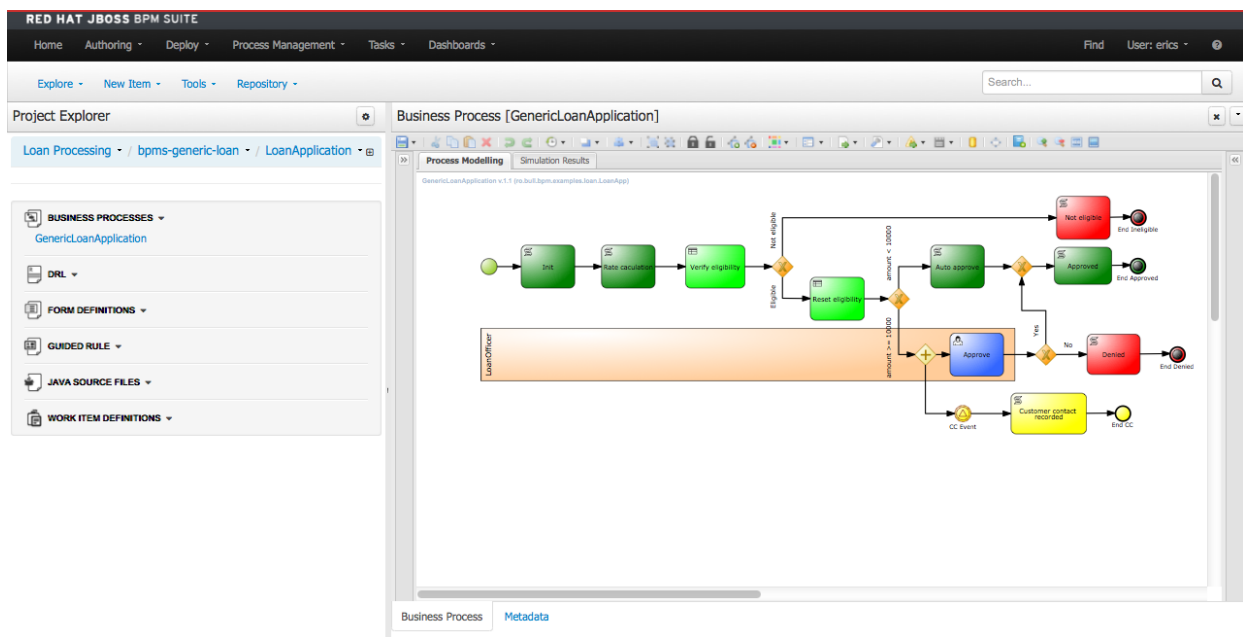 RED HAT JBOSS BPM SUITE
Home Authoring Deploy Process Management Tasks Dashboards Find User: erics
Explore New Item Tools Repository Search...
Project Explorer
Business Process [GenericLoanApplication]
Loan Processing / bpms-generic-loan / LoanApplication
Process Modelling Simulation Results
GenericLoanApplication v.1.1 (ro.bull.bpm.examples.loan.LoanApp)
BUSINESS PROCESSES
GenericLoanApplication
DRL
FORM DEFINITIONS
GUIDED RULE
JAVA SOURCE FILES
WORK ITEM DEFINITIONS
Not eligible
Not eligible
End Ineligible
Init
Rate caculation
Verify eligibility
amount < 10000
Auto approve
Approved
End Approved
Eligible
Reset eligibility
LoanOfficer
amount >= 10000
Approve
Yes
No
Denied
End Denied
CC Event
Customer contact
recorded
End CC
Business Process Metadata